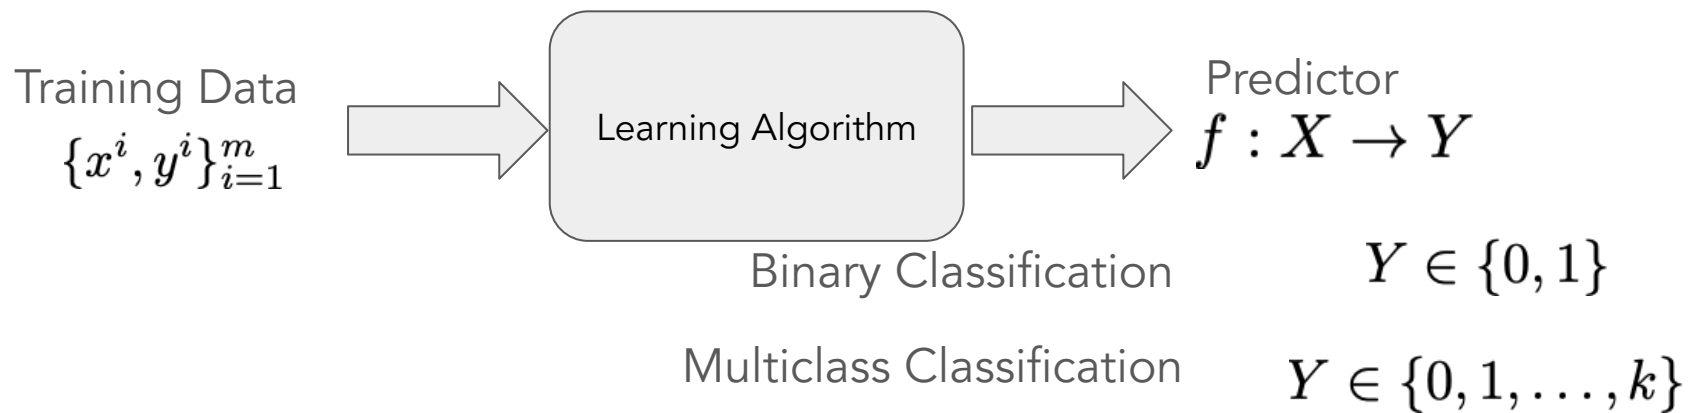 Training Data
{x^i, y^i}_{i=1}^m
Learning Algorithm
Predictor
f : X → Y
Binary Classification
Y ∈ {0, 1}
Multiclass Classification
Y ∈ {0, 1, . . . , k}